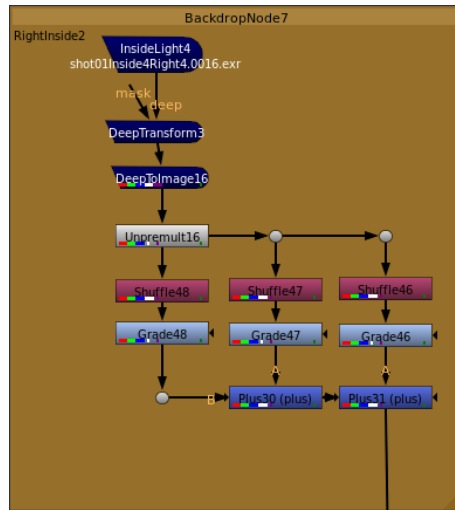 BackdropNode7
RightInside2
InsideLight4
shot01Inside4Right4.0016.exr
mask
deep
DeepTransform3
DeepToImage16
Unpremult16
Shuffle48
Shuffle47
Shuffle46
Grade48
Grade47
Grade46
A
A
B
Plus30 (plus)
Plus31 (plus)